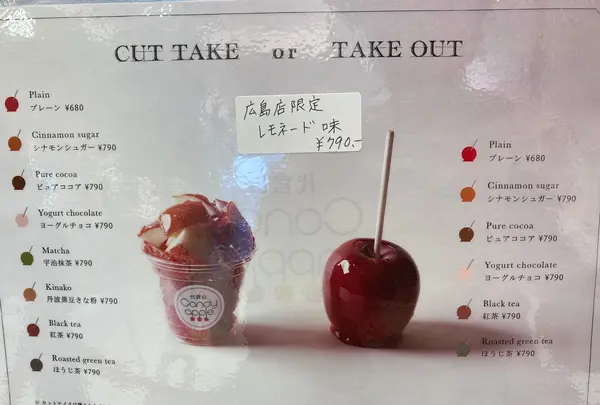 CUT TAKE or TAKE OUT
Plain
プレーン ¥680
Cinnamon sugar
シナモンシュガー ¥790
Pure cocoa
ピュアココア ¥790
Yogurt chocolate
ヨーグルチョコ ¥790
Matcha
宇治抹茶 ¥790
Kinako
丹波黒豆きな粉 ¥790
Black tea
紅茶 ¥790
Roasted green tea
ほうじ茶 ¥790
広島店限定
レモネード味
¥790.-
代官山
Candy
apple
Plain
プレーン ¥680
Cinnamon sugar
シナモンシュガー ¥790
Pure cocoa
ピュアココア ¥790
Yogurt chocolate
ヨーグルチョコ ¥790
Black tea
紅茶 ¥790
Roasted green tea
ほうじ茶 ¥790